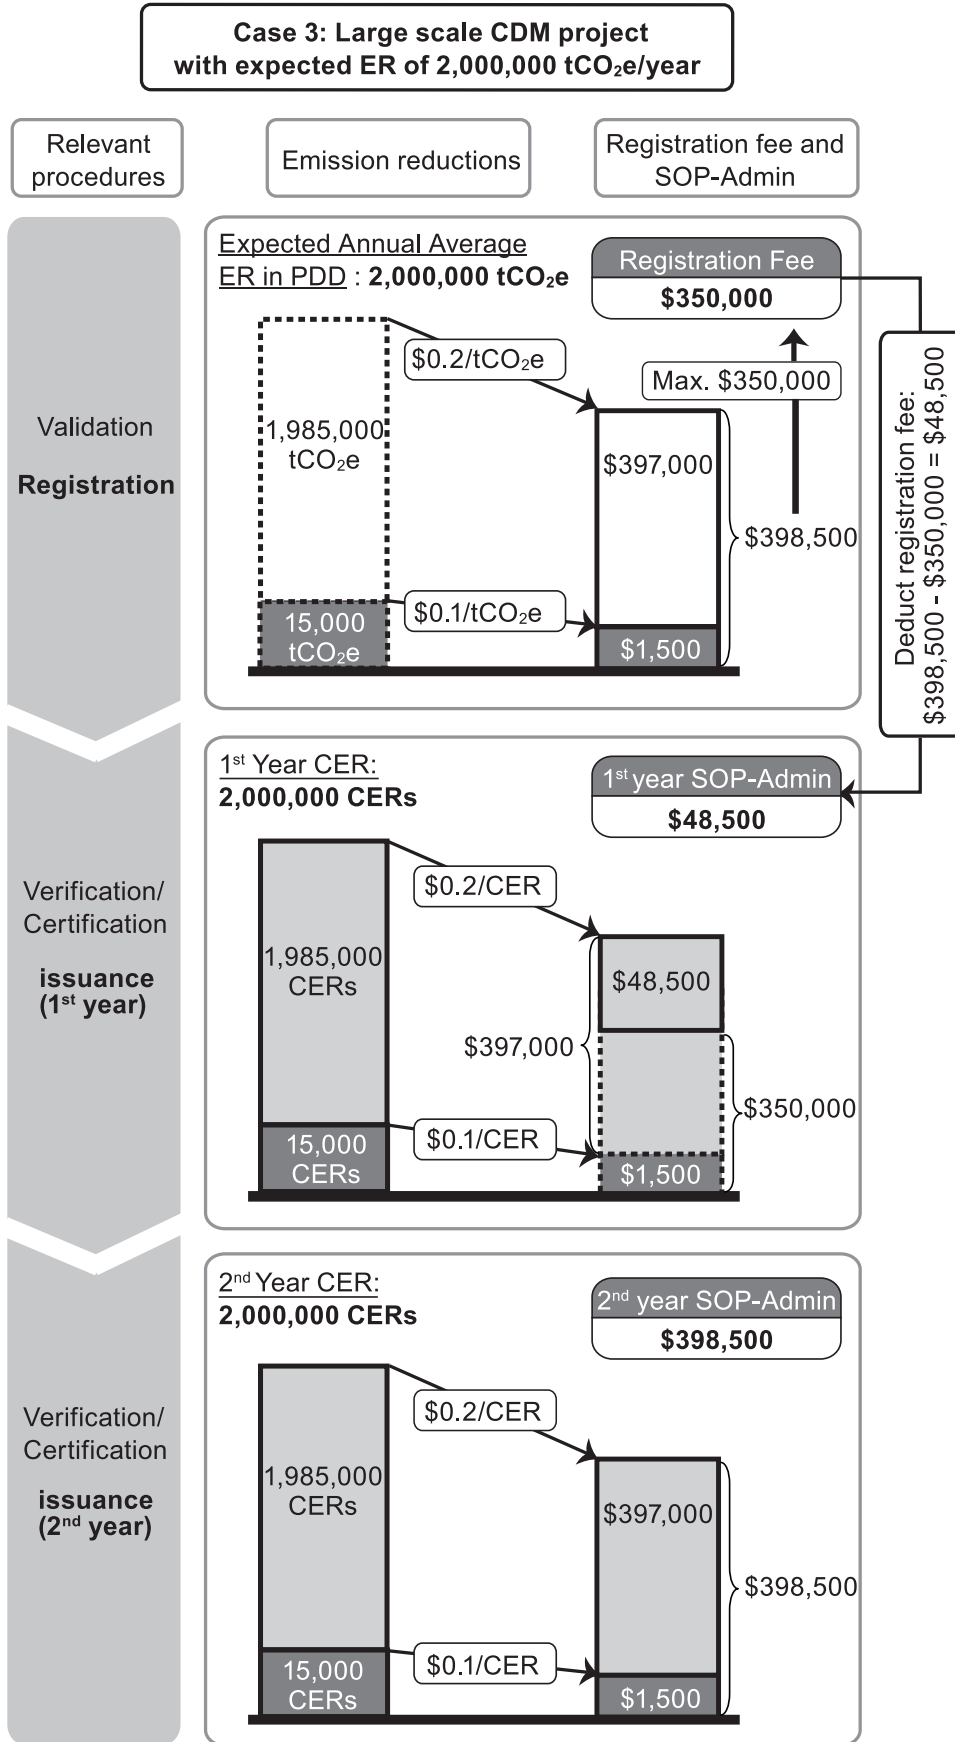 Case 3: Large scale CDM project
with expected ER of 2,000,000 tCO₂e/year
Relevant
procedures
Emission reductions
Registration fee and
SOP-Admin
Validation
Registration
Expected Annual Average
ER in PDD : 2,000,000 tCO₂e
Registration Fee
$350,000
$0.2/tCO₂e
Max. $350,000
1,985,000
tCO₂e
$397,000
$398,500
$0.1/tCO₂e
15,000
tCO₂e
$1,500
Deduct registration fee:
$398,500 - $350,000 = $48,500
Verification/
Certification
issuance
(1st year)
1st Year CER:
2,000,000 CERs
1st year SOP-Admin
$48,500
$0.2/CER
1,985,000
CERs
$48,500
$397,000
$350,000
$0.1/CER
15,000
CERs
$1,500
Verification/
Certification
issuance
(2nd year)
2nd Year CER:
2,000,000 CERs
2nd year SOP-Admin
$398,500
$0.2/CER
1,985,000
CERs
$397,000
$398,500
$0.1/CER
15,000
CERs
$1,500